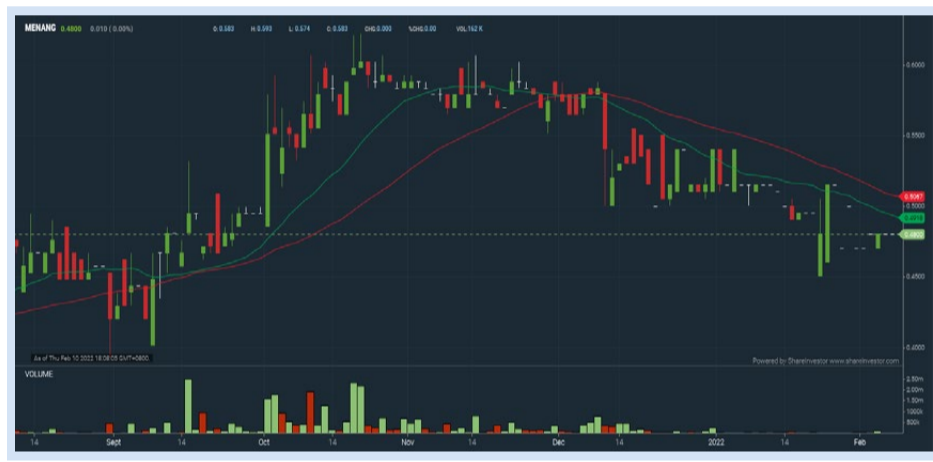 MENANG 0.4800 0.010 ( 0.00%) O: 0.583 H: 0.593 L: 0.574 C: 0.583 CHG:0.000 %CHG:0.00 VOL:162 K
0.6000
0.5500
0.5067
0.5000
0.4918
0.4800
0.4500
0.4000
As of Thu Feb 10 2022 18:08:05 GMT+0800.
Powered by ShareInvestor www.shareinvestor.com
VOLUME
2.50m
2.00m
1.50m
1000k
500k
14 Sept 14 Oct 14 Nov 14 Dec 14 2022 14 Feb